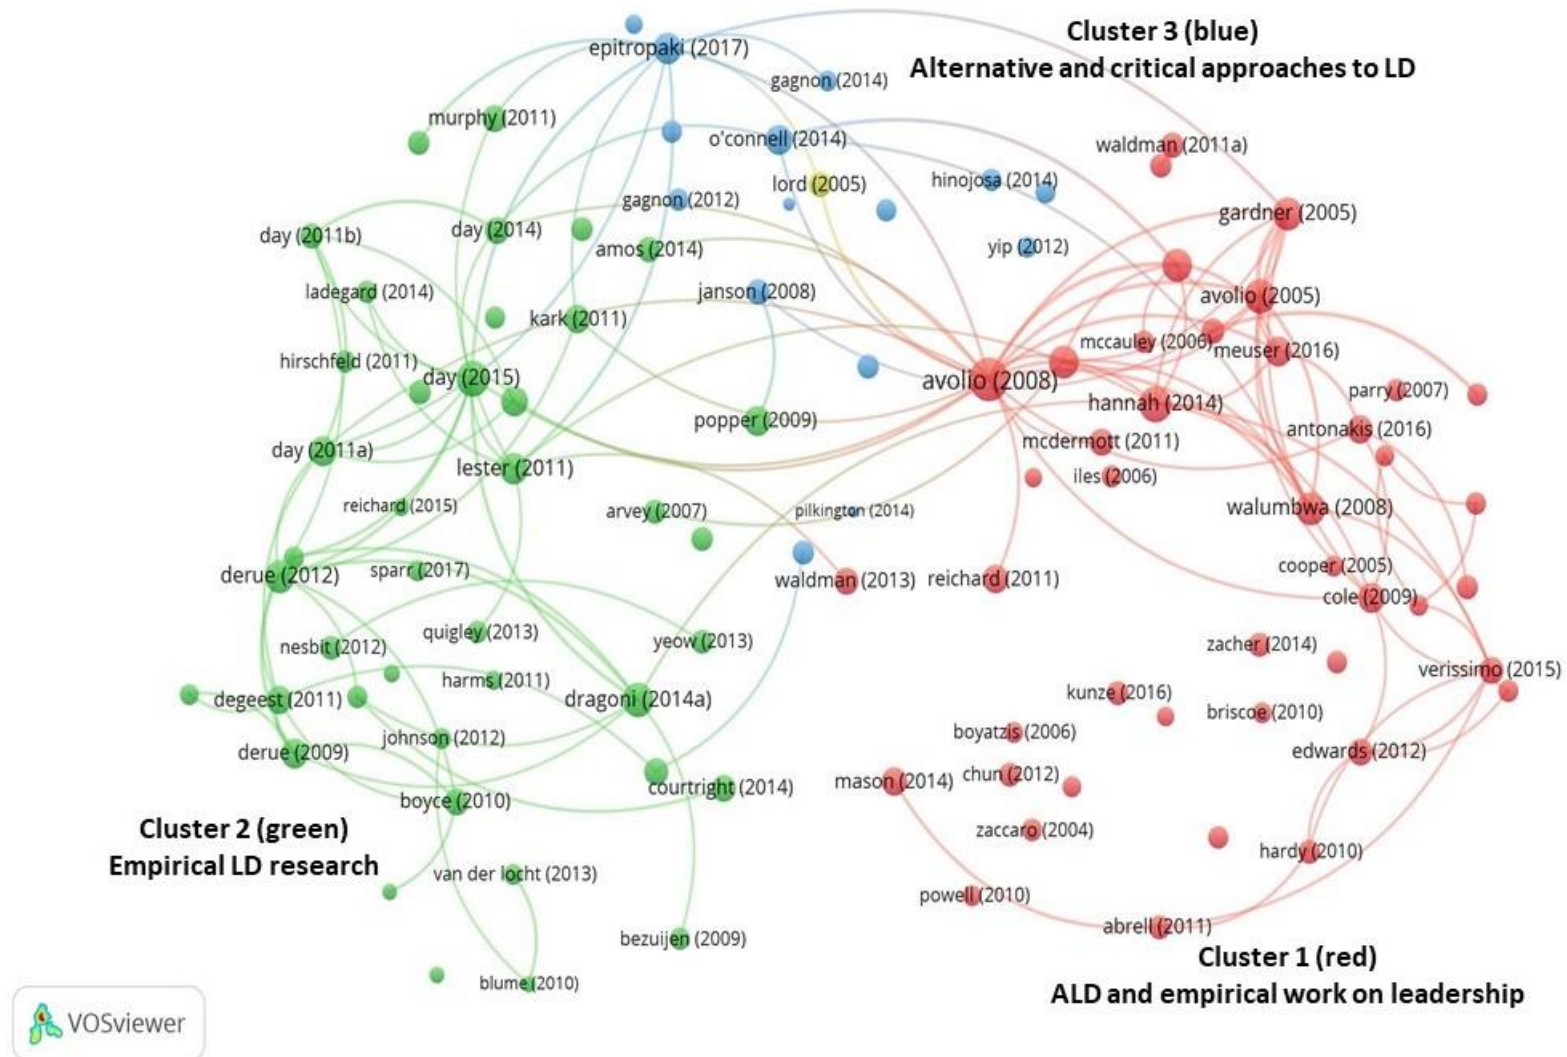 Cluster 3 (blue)
Alternative and critical approaches to LD
epitropaki (2017)
gagnon (2014)
murphy (2011)
o'connell (2014)
waldman (2011a)
lord (2005)
hinojosa (2014)
gagnon (2012)
gardner (2005)
day (2011b)
day (2014)
amos (2014)
yip (2012)
ladegard (2014)
janson (2008)
avolio (2005)
kark (2011)
mccauley (2006)
meuser (2016)
hirschfeld (2011)
day (2015)
avolio (2008)
parry (2007)
hannah (2014)
popper (2009)
antonakis (2016)
mcdermott (2011)
day (2011a)
lester (2011)
iles (2006)
reichard (2015)
arvey (2007)
pilkington (2014)
walumbwa (2008)
derue (2012)
sparr (2017)
waldman (2013)
reichard (2011)
cooper (2005)
cole (2009)
nesbit (2012)
quigley (2013)
yeow (2013)
zacher (2014)
verissimo (2015)
degeest (2011)
harms (2011)
dragoni (2014a)
kunze (2016)
briscoe (2010)
derue (2009)
johnson (2012)
boyatzis (2006)
edwards (2012)
boyce (2010)
courtright (2014)
mason (2014)
chun (2012)
Cluster 2 (green)
Empirical LD research
zaccaro (2004)
hardy (2010)
van der locht (2013)
powell (2010)
bezuijen (2009)
abrell (2011)
blume (2010)
Cluster 1 (red)
ALD and empirical work on leadership
VOSviewer